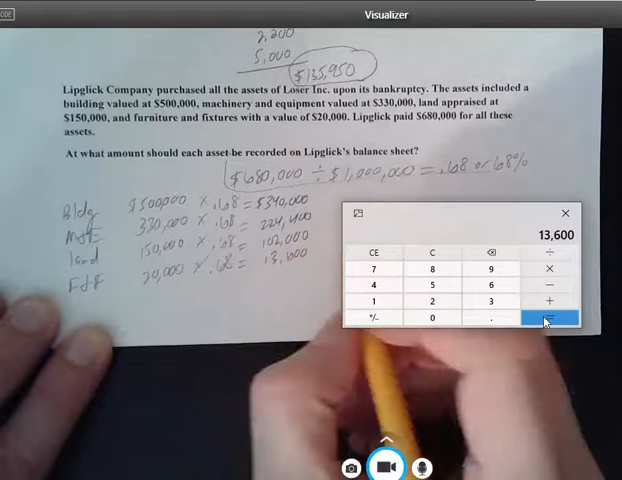 ODE
Visualizer
2,200
5,000
$135,950
Lipglick Company purchased all the assets of Loser Inc. upon its bankruptcy. The assets included a
building valued at $500,000, machinery and equipment valued at $330,000, land appraised at
$150,000, and furniture and fixtures with a value of $20,000. Lipglick paid $680,000 for all these
assets.
At what amount should each asset be recorded on Lipglick's balance sheet?
$680,000 ÷ $1,000,000 = .68 or 68%
Bldg $500,000 × .68 = $340,000
M+E 330,000 × .68 = 224,400
land 150,000 × .68 = 102,000
F+F 20,000 × .68 = 13,600
13,600
CE C ÷
7 8 9 ×
4 5 6 −
1 2 3 +
+/- 0 . =